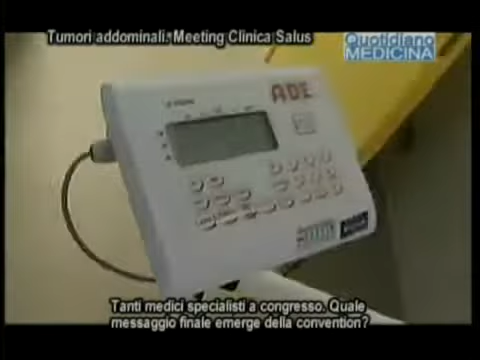 Tumori addominali. Meeting Clinica Salus
Quotidiano
MEDICINA
ADE
Tanti medici specialisti a congresso. Quale
messaggio finale emerge della convention?